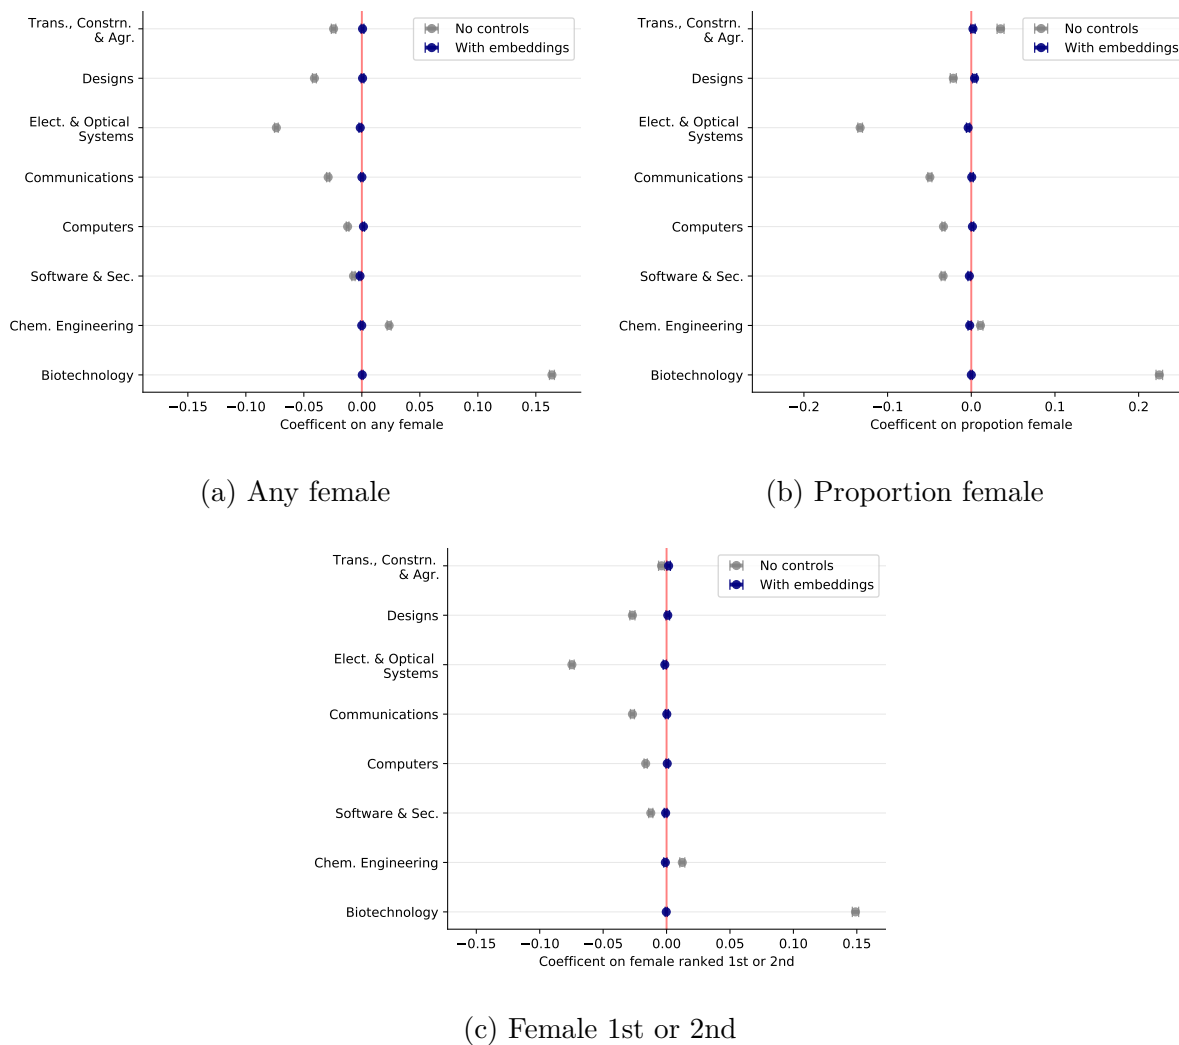 Trans., Constrn.
& Agr.
Designs
Elect. & Optical
Systems
Communications
Computers
Software & Sec.
Chem. Engineering
Biotechnology
No controls
With embeddings
−0.15 −0.10 −0.05 0.00 0.05 0.10 0.15
Coefficent on any female
(a) Any female
Trans., Constrn.
& Agr.
Designs
Elect. & Optical
Systems
Communications
Computers
Software & Sec.
Chem. Engineering
Biotechnology
No controls
With embeddings
−0.2 −0.1 0.0 0.1 0.2
Coefficent on propotion female
(b) Proportion female
Trans., Constrn.
& Agr.
Designs
Elect. & Optical
Systems
Communications
Computers
Software & Sec.
Chem. Engineering
Biotechnology
No controls
With embeddings
−0.15 −0.10 −0.05 0.00 0.05 0.10 0.15
Coefficent on female ranked 1st or 2nd
(c) Female 1st or 2nd